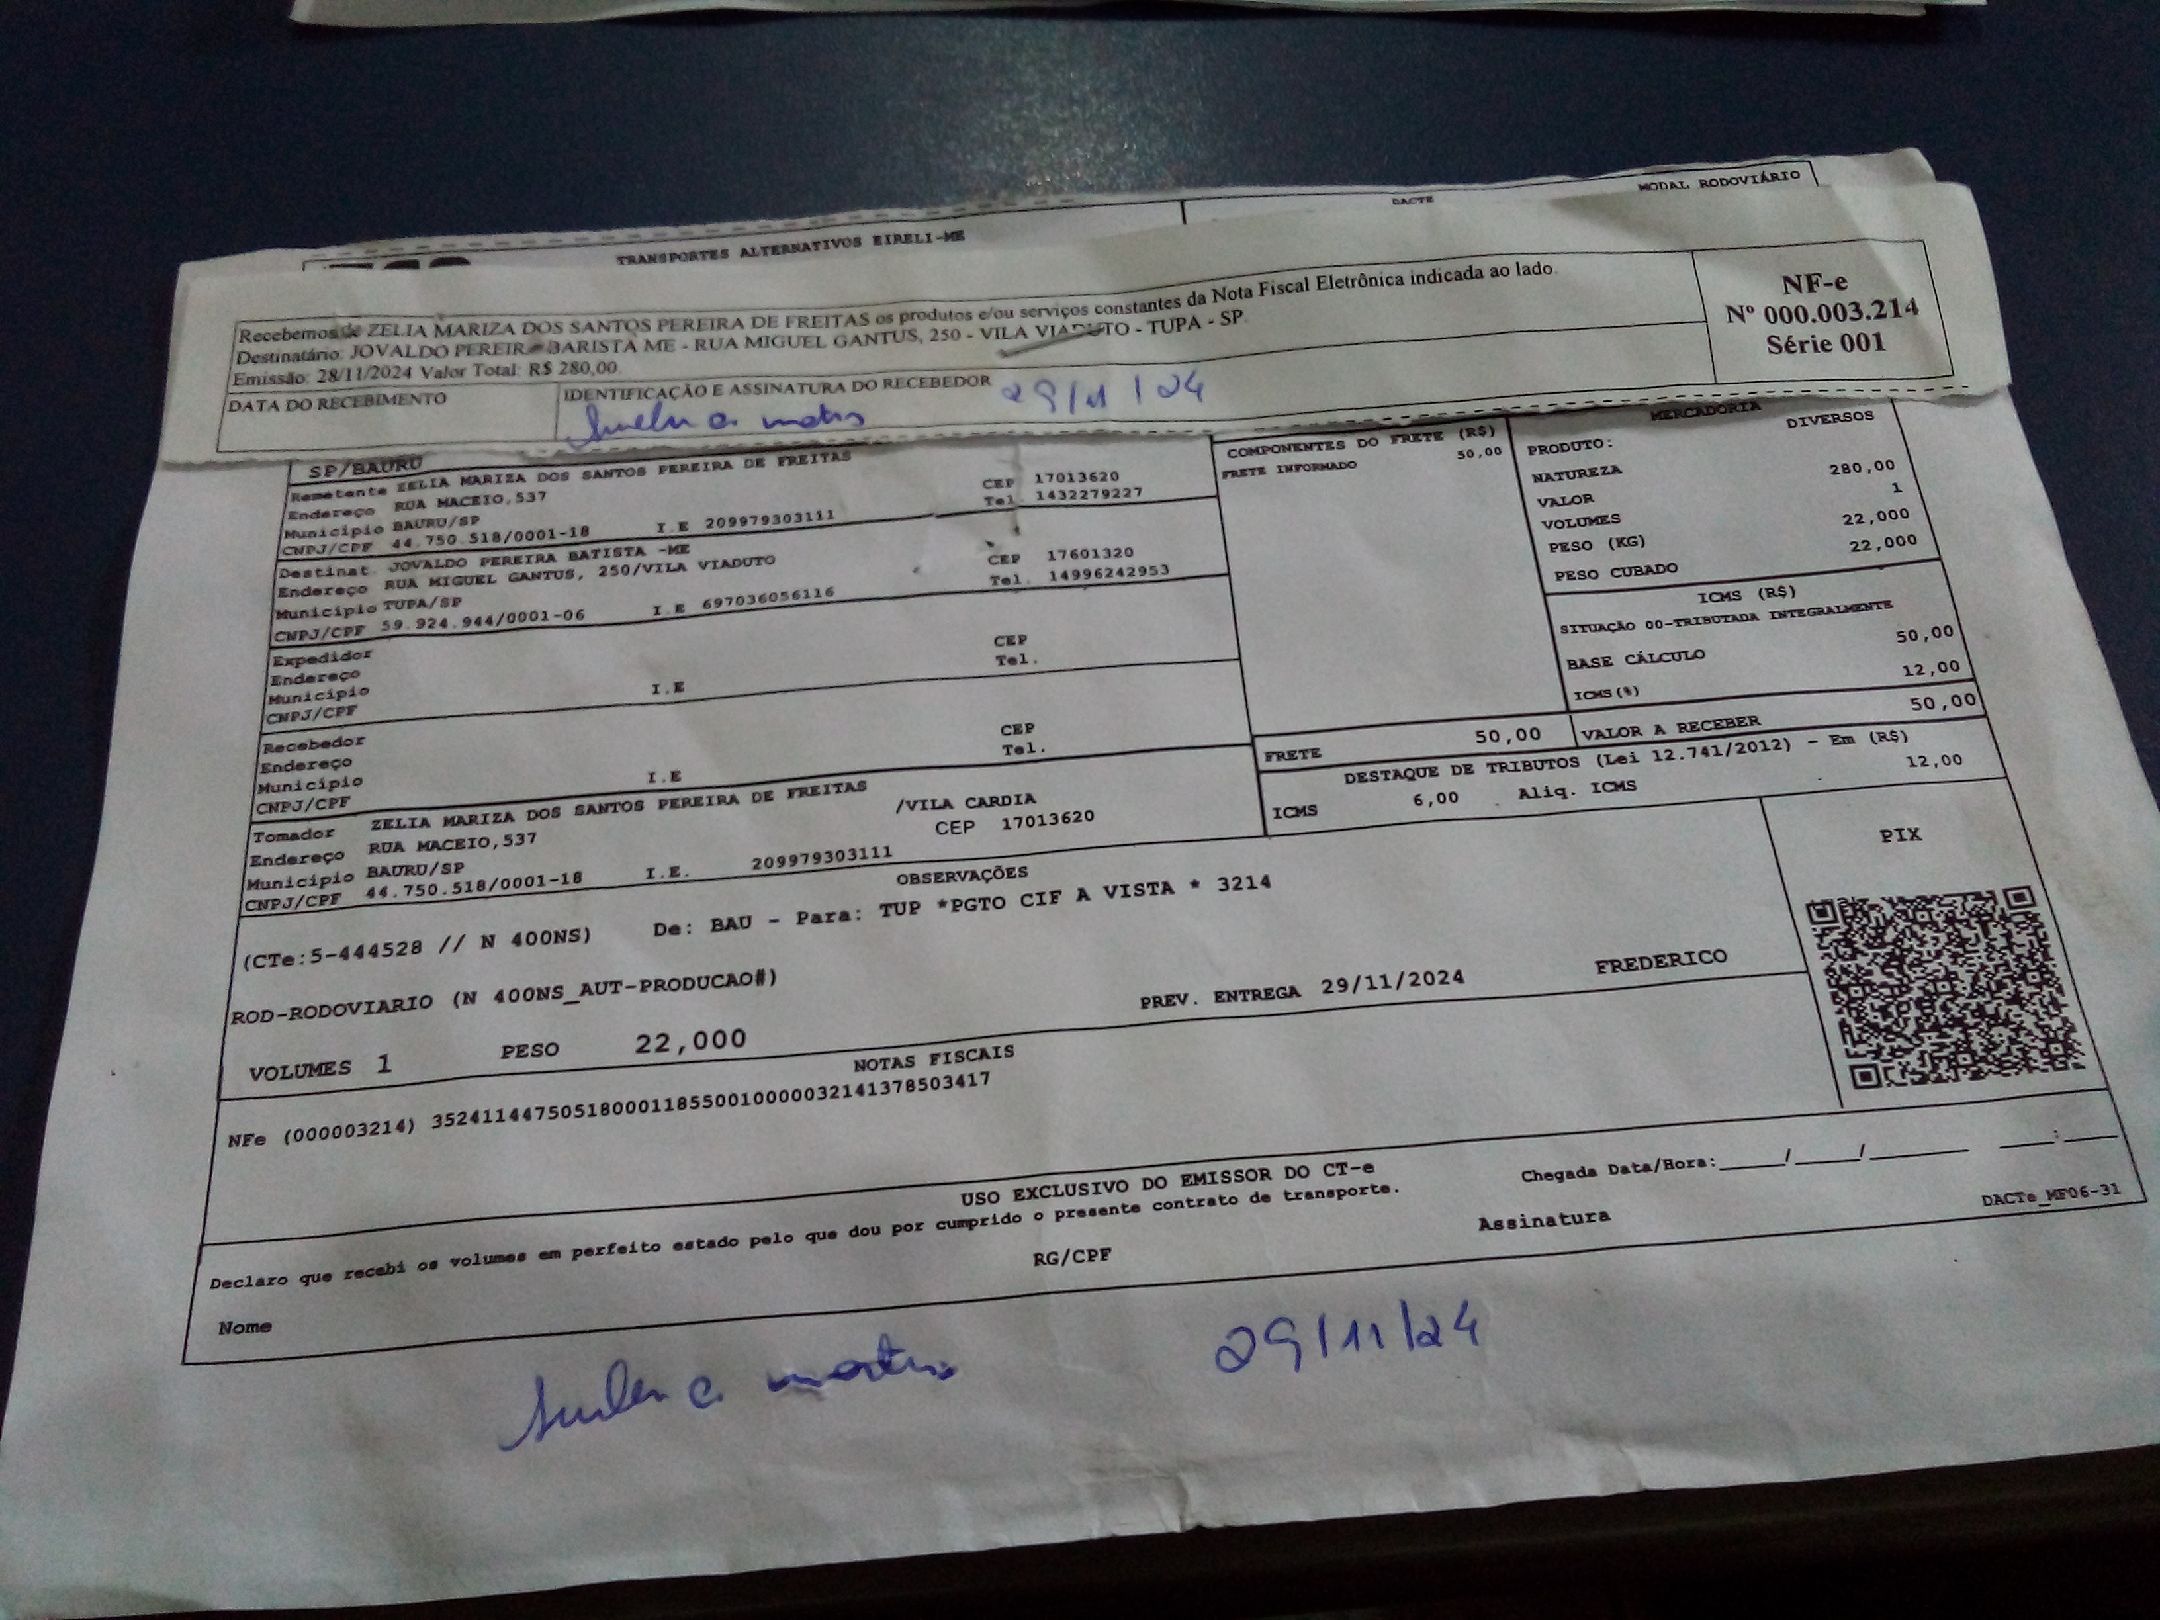 MODAL RODOVIÁRIO
DACTE
TRANSPORTES ALTERNATIVOS EIRELI-ME
Recebemos de ZELIA MARIZA DOS SANTOS PEREIRA DE FREITAS os produtos e/ou serviços constantes da Nota Fiscal Eletrônica indicada ao lado.
Destinatário: JOVALDO PEREIRA BARISTA ME - RUA MIGUEL GANTUS, 250 - VILA VIADUTO - TUPA - SP.
Emissão: 28/11/2024 Valor Total: R$ 280,00
NF-e
Nº 000.003.214
Série 001
DATA DO RECEBIMENTO
IDENTIFICAÇÃO E ASSINATURA DO RECEBEDOR
29/11/24
SP/BAURU
Remetente ZELIA MARIZA DOS SANTOS PEREIRA DE FREITAS
Endereço RUA MACEIO,537 CEP 17013620
Município BAURU/SP Tel. 1432279227
CNPJ/CPF 44.750.518/0001-18 I.E 209979303111
Destinat. JOVALDO PEREIRA BATISTA -ME
Endereço RUA MIGUEL GANTUS, 250/VILA VIADUTO CEP 17601320
Município TUPA/SP Tel. 14996242953
CNPJ/CPF 59.924.944/0001-06 I.E 697036056116
Expedidor
Endereço CEP
Município Tel.
CNPJ/CPF I.E
Recebedor
Endereço CEP
Município Tel.
CNPJ/CPF I.E
Tomador ZELIA MARIZA DOS SANTOS PEREIRA DE FREITAS
Endereço RUA MACEIO,537 /VILA CARDIA
Município BAURU/SP CEP 17013620
CNPJ/CPF 44.750.518/0001-18 I.E. 209979303111
COMPONENTES DO FRETE (R$)
FRETE INFORMADO 50,00
MERCADORIA
PRODUTO: DIVERSOS
NATUREZA
VALOR 280,00
VOLUMES 1
PESO (KG) 22,000
PESO CUBADO 22,000
ICMS (R$)
SITUAÇÃO 00-TRIBUTADA INTEGRALMENTE
BASE CÁLCULO 50,00
ICMS(%) 12,00
FRETE 50,00 VALOR A RECEBER 50,00
DESTAQUE DE TRIBUTOS (Lei 12.741/2012) - Em (R$)
ICMS 6,00 Aliq. ICMS 12,00
OBSERVAÇÕES
(CTe:5-444528 // N 400NS) De: BAU - Para: TUP *PGTO CIF A VISTA * 3214
ROD-RODOVIARIO (N 400NS_AUT-PRODUCAO#)
VOLUMES 1 PESO 22,000 PREV. ENTREGA 29/11/2024 FREDERICO
PIX
NOTAS FISCAIS
NFe (000003214) 35241144750518000118550010000032141378503417
USO EXCLUSIVO DO EMISSOR DO CT-e
Declaro que recebi os volumes em perfeito estado pelo que dou por cumprido o presente contrato de transporte.
Chegada Data/Hora:_____/_____/_______ ____:____
Nome RG/CPF Assinatura
DACTe_MF06-31
29/11/24